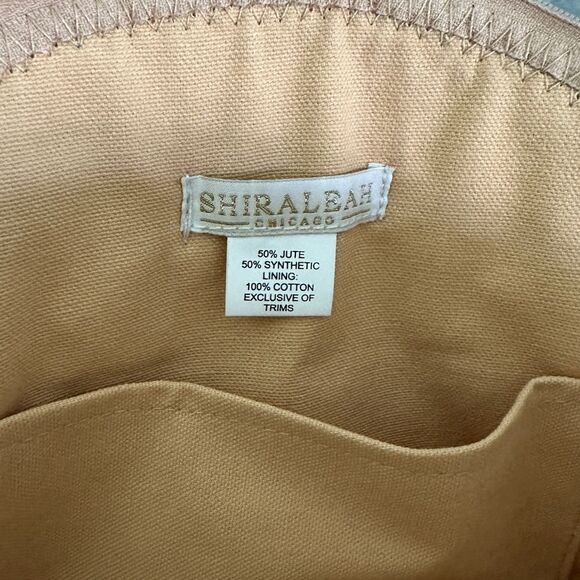 SHIRALEAH
CHICAGO
50% JUTE
50% SYNTHETIC
LINING:
100% COTTON
EXCLUSIVE OF
TRIMS